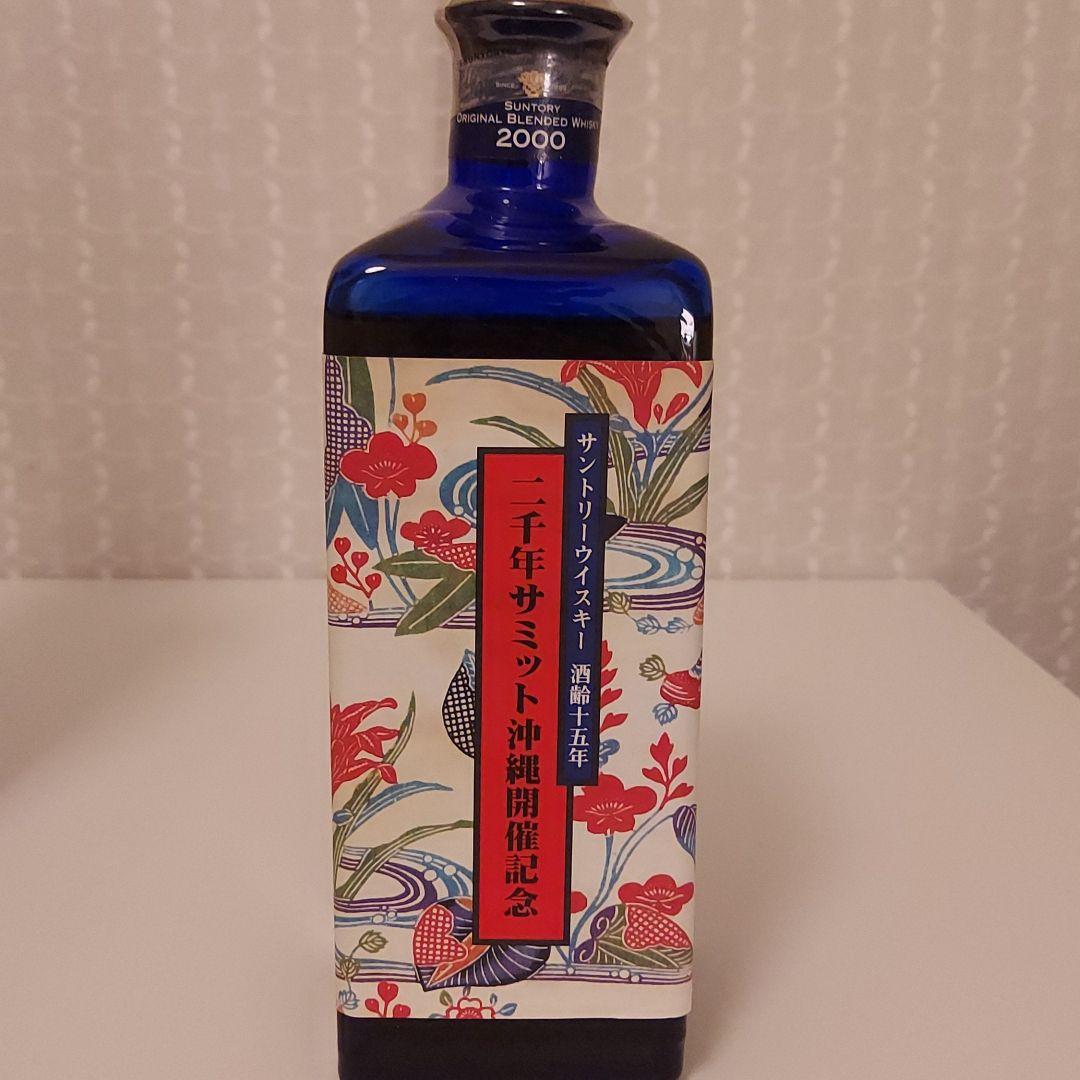 SINCE
SUNTORY
ORIGINAL BLENDED WHISKY
2000
サントリーウイスキー 酒齢十五年
二千年サミット沖縄開催記念